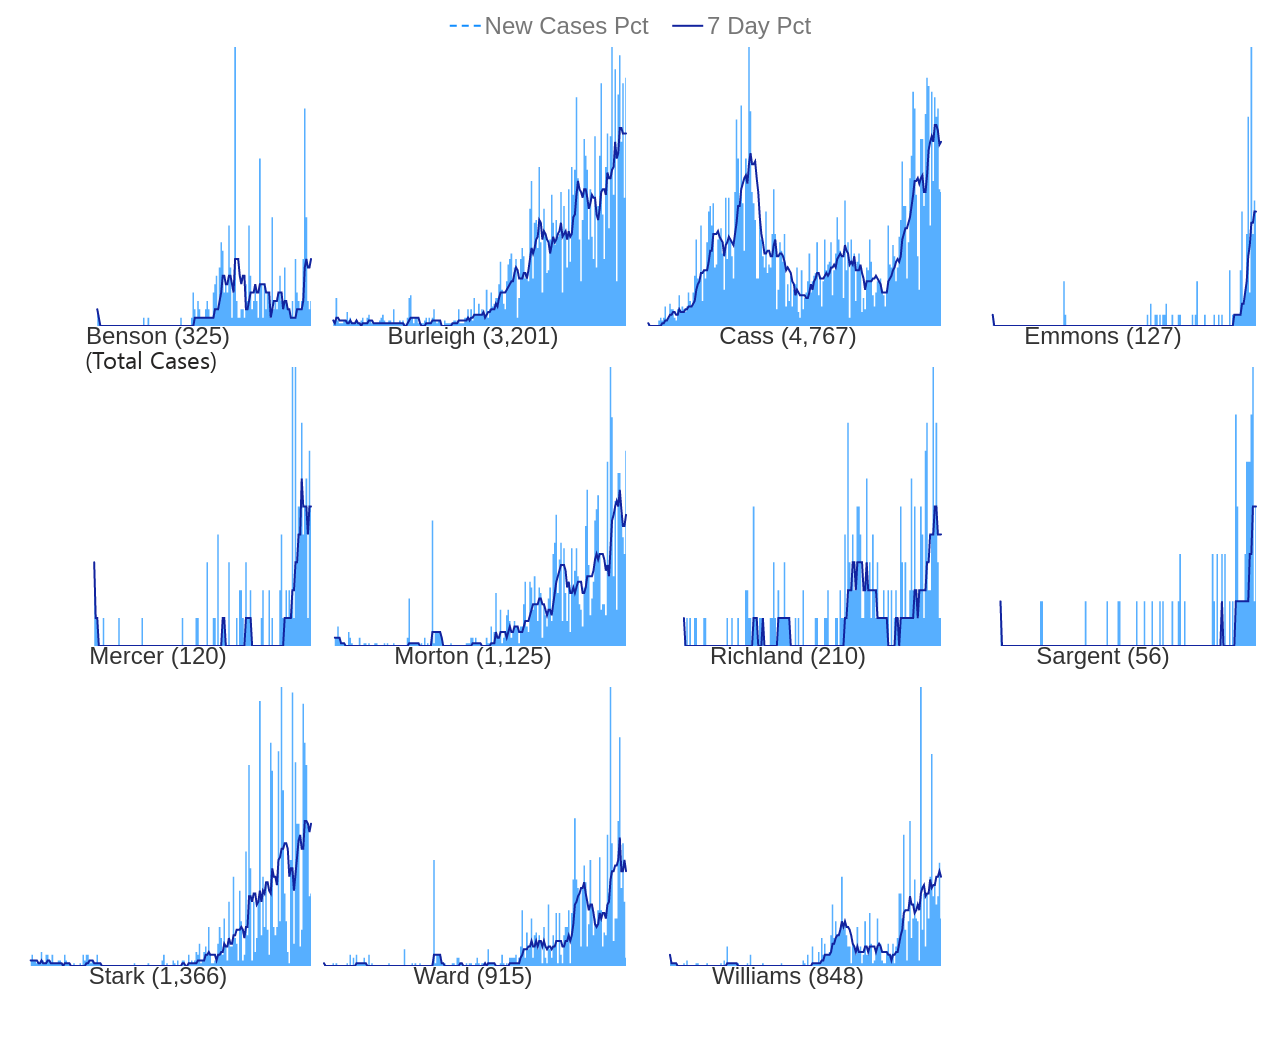 New Cases Pct 7 Day Pct
Benson (325) Burleigh (3,201) Cass (4,767) Emmons (127)
(Total Cases)
Mercer (120) Morton (1,125) Richland (210) Sargent (56)
Stark (1,366) Ward (915) Williams (848)